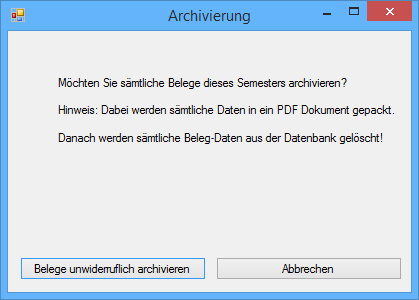 Archivierung
Möchten Sie sämtliche Belege dieses Semesters archivieren?
Hinweis: Dabei werden sämtliche Daten in ein PDF Dokument gepackt.
Danach werden sämtliche Beleg-Daten aus der Datenbank gelöscht!
Belege unwiderruflich archivieren
Abbrechen